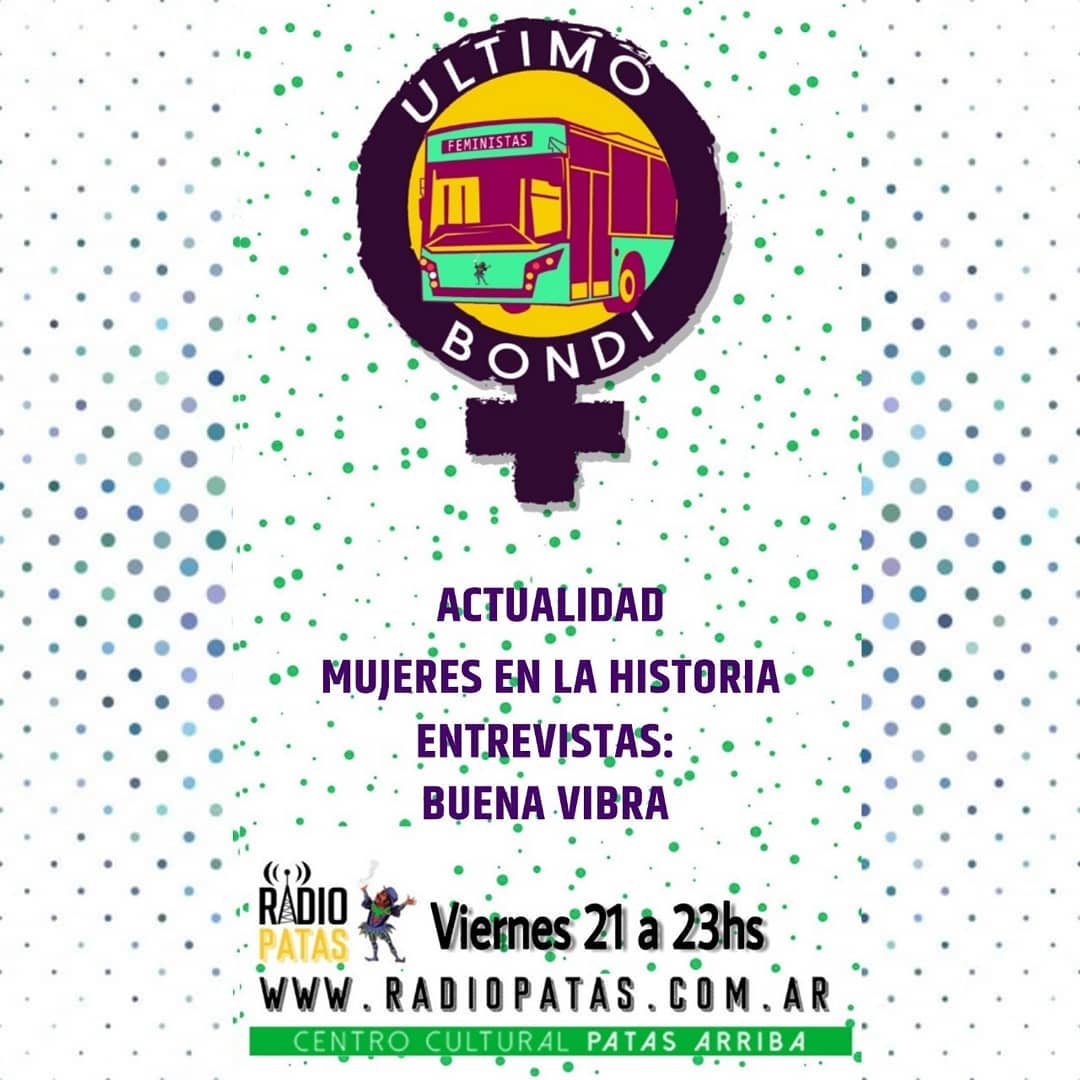 ULTIMO
FEMINISTAS
BONDI
ACTUALIDAD
MUJERES EN LA HISTORIA
ENTREVISTAS:
BUENA VIBRA
RADIO
PATAS
Viernes 21 a 23hs
WWW.RADIOPATAS.COM.AR
CENTRO CULTURAL PATAS ARRIBA